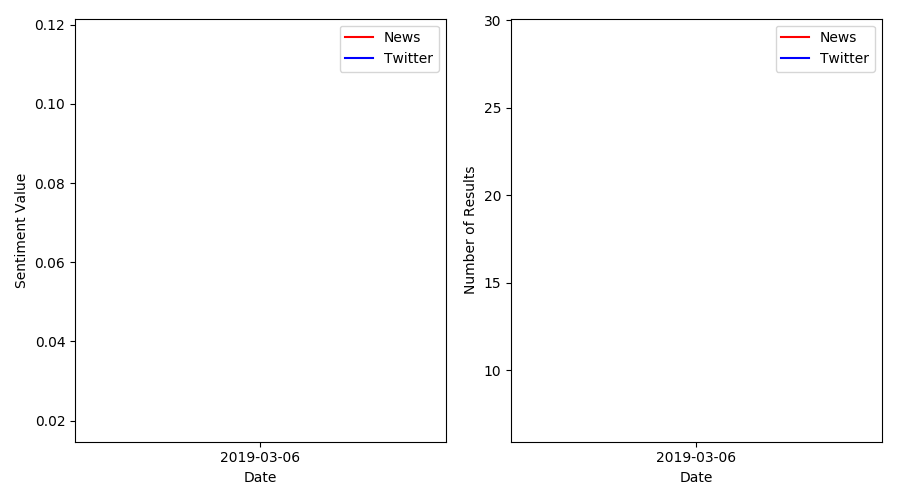 0.12
0.10
0.08
0.06
0.04
0.02
Sentiment Value
News
Twitter
2019-03-06
Date
30
25
20
15
10
Number of Results
News
Twitter
2019-03-06
Date